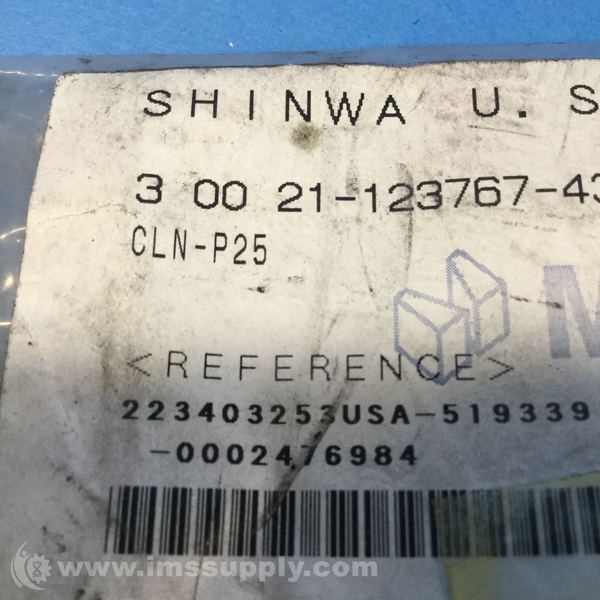 SHINWA U. S
3 00 21-123767-43
CLN-P25
M
<REFERENCE>
223403253USA-519339
-0002476984
www.imssupply.com